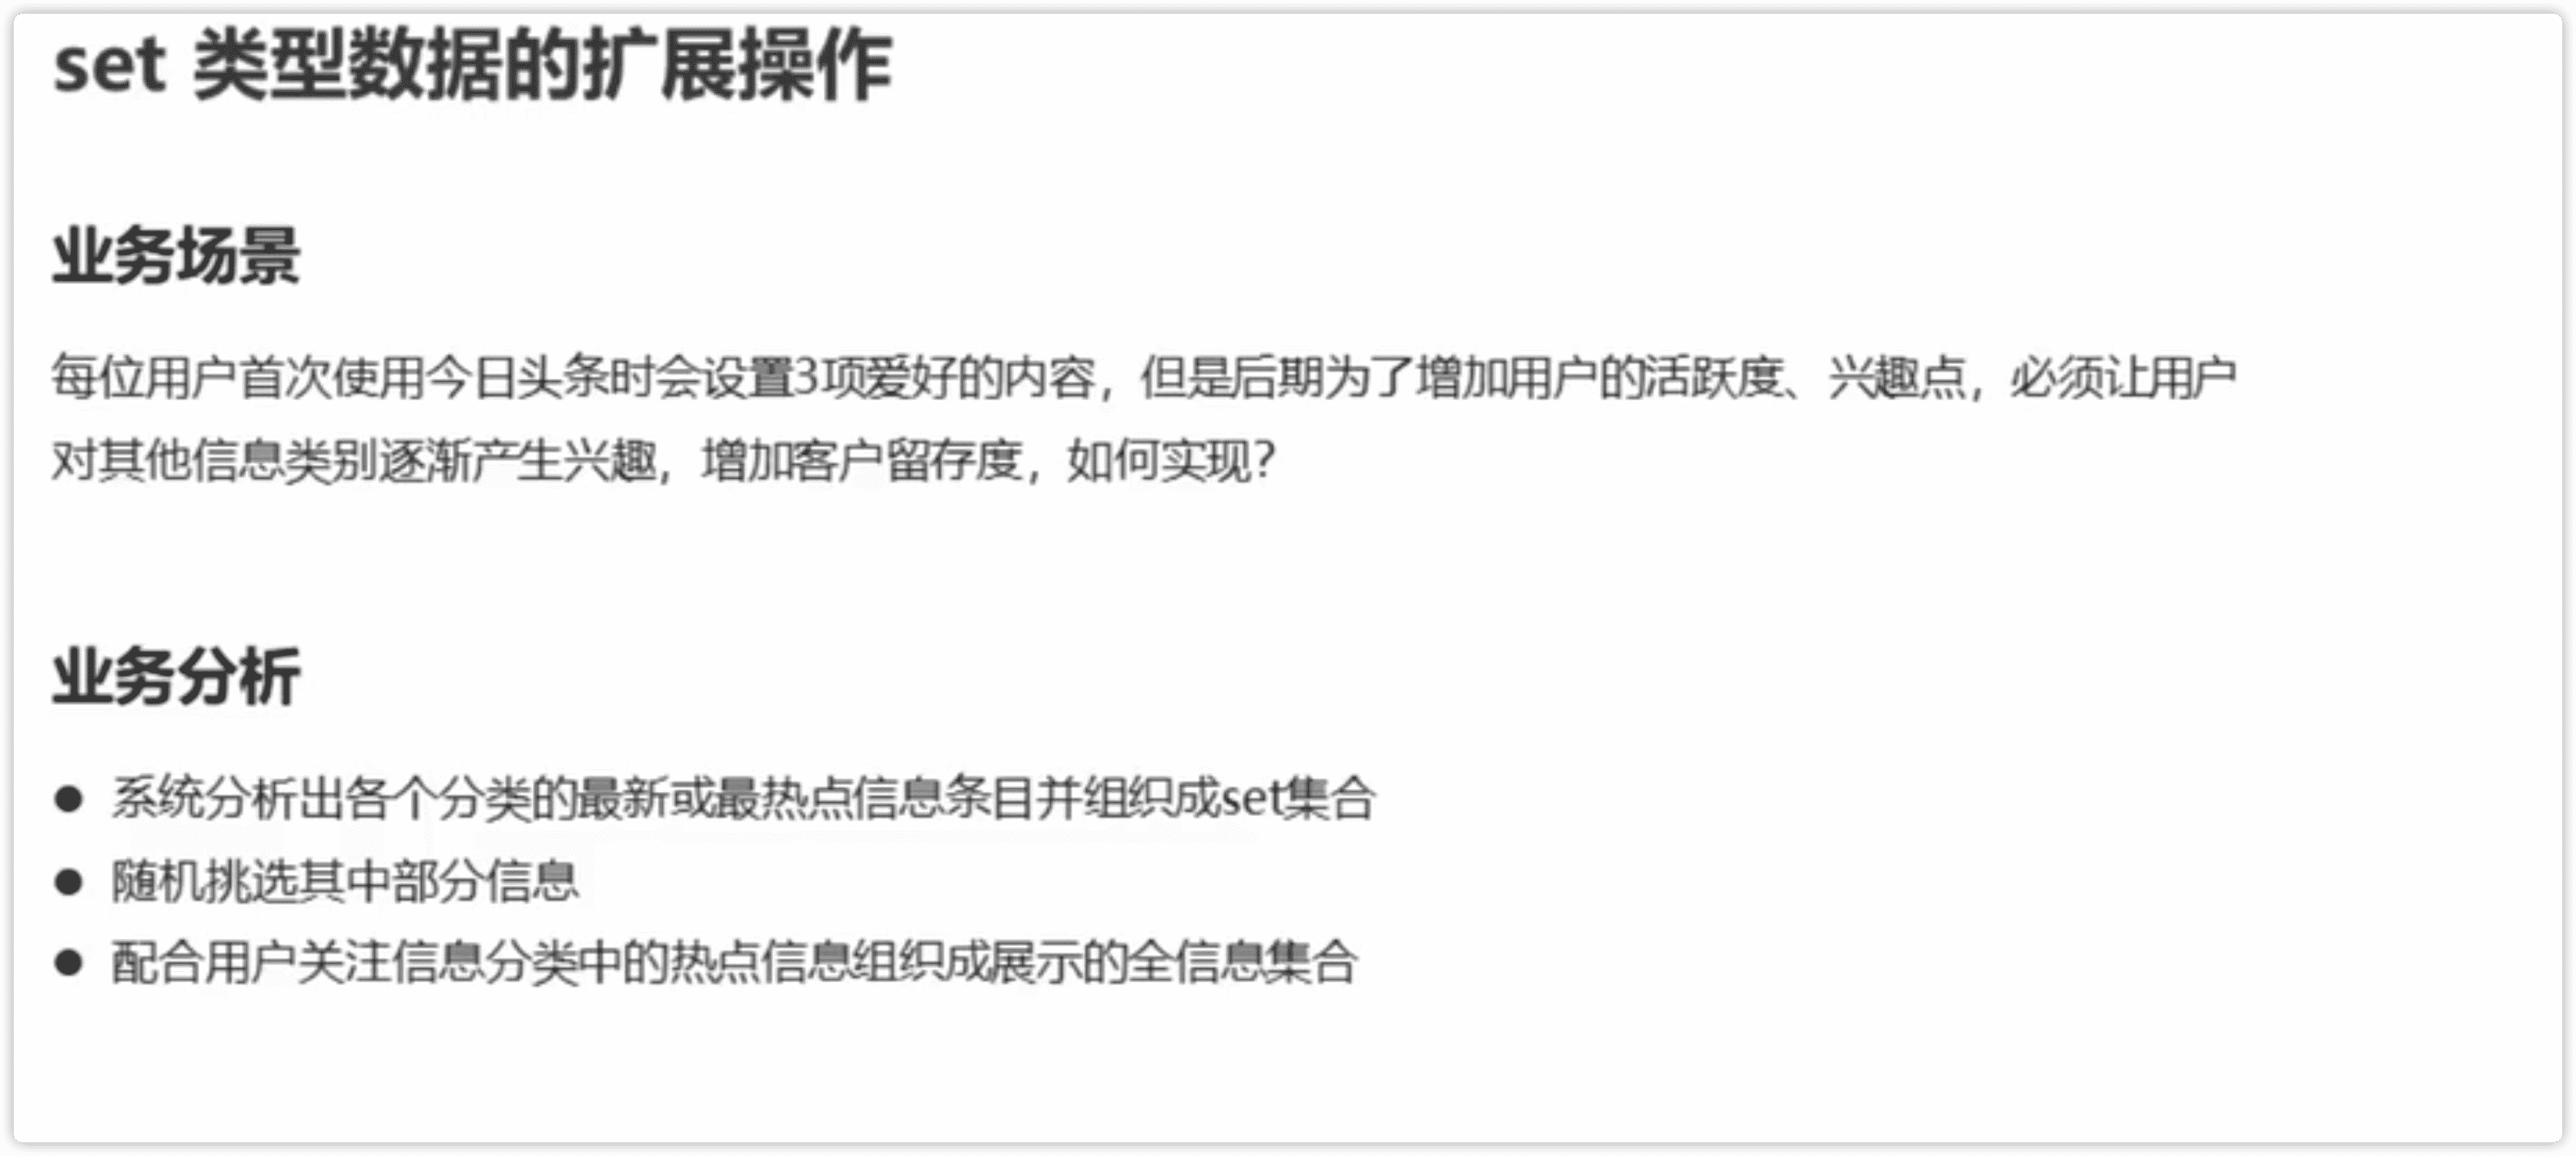 set 类型数据的扩展操作
业务场景
每位用户首次使用今日头条时会设置3项爱好的内容，但是后期为了增加用户的活跃度、兴趣点，必须让用户
对其他信息类别逐渐产生兴趣，增加客户留存度，如何实现？
业务分析
● 系统分析出各个分类的最新或最热点信息条目并组织成set集合
● 随机挑选其中部分信息
● 配合用户关注信息分类中的热点信息组织成展示的全信息集合